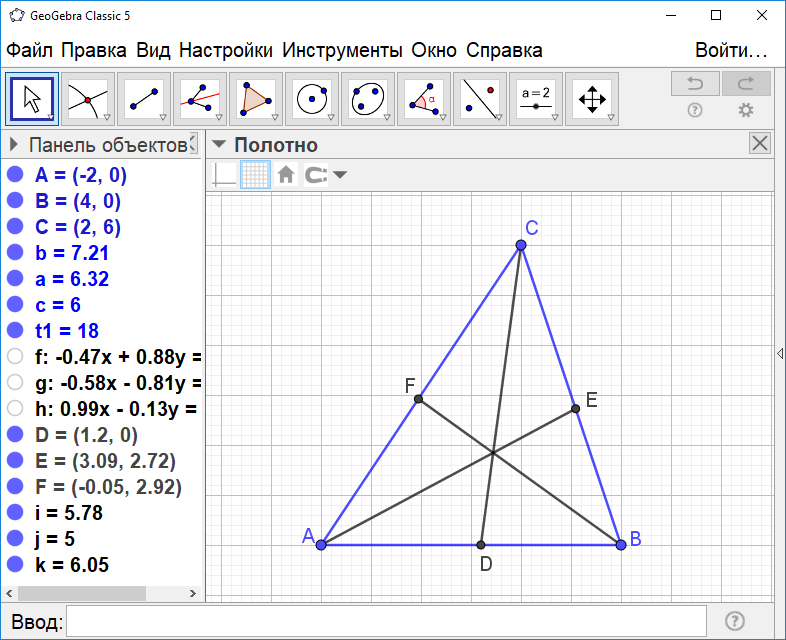 GeoGebra Classic 5
Файл Правка Вид Настройки Инструменты Окно Справка Войти...
α a=2
Панель объектов
Полотно
A = (-2, 0)
B = (4, 0)
C = (2, 6)
b = 7.21
a = 6.32
c = 6
t1 = 18
f: -0.47x + 0.88y =
g: -0.58x - 0.81y =
h: 0.99x - 0.13y =
D = (1.2, 0)
E = (3.09, 2.72)
F = (-0.05, 2.92)
i = 5.78
j = 5
k = 6.05
C
F
E
A
B
D
Ввод: